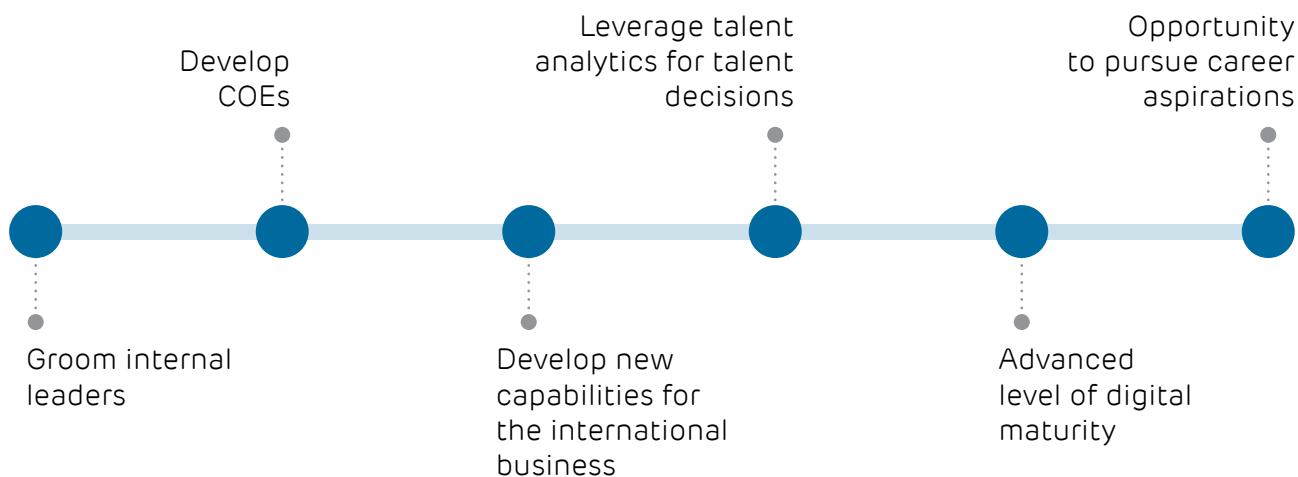 Groom internal
leaders
Develop
COEs
Develop new
capabilities for
the international
business
Leverage talent
analytics for talent
decisions
Advanced
level of digital
maturity
Opportunity
to pursue career
aspirations